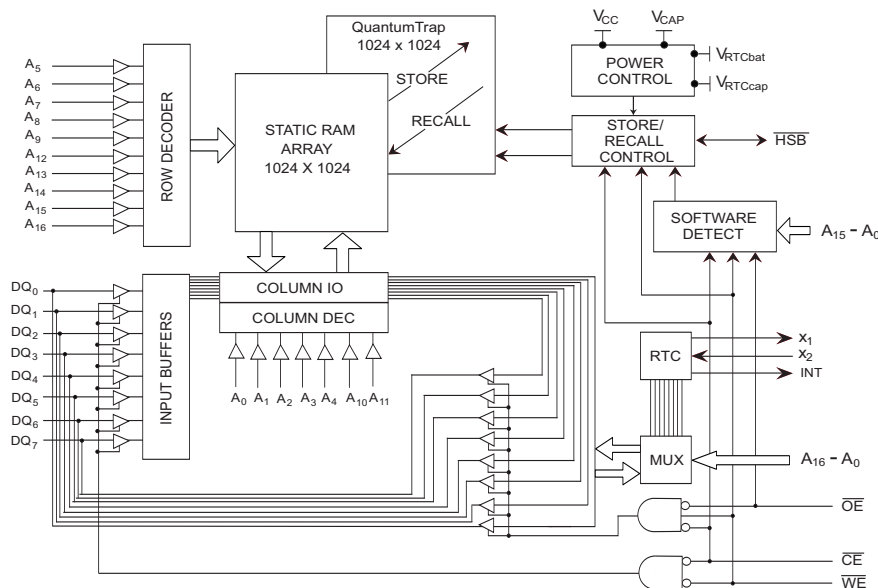 QuantumTrap
1024 x 1024
STORE
RECALL
STATIC RAM
ARRAY
1024 X 1024
ROW DECODER
A5
A6
A7
A8
A9
A12
A13
A14
A15
A16
VCC
VCAP
POWER
CONTROL
VRTCbat
VRTCcap
STORE/
RECALL
CONTROL
HSB
SOFTWARE
DETECT
A15 – A0
DQ0
DQ1
DQ2
DQ3
DQ4
DQ5
DQ6
DQ7
INPUT BUFFERS
COLUMN IO
COLUMN DEC
A0 A1 A2 A3 A4 A10 A11
RTC
x1
x2
INT
MUX
A16 – A0
OE
CE
WE